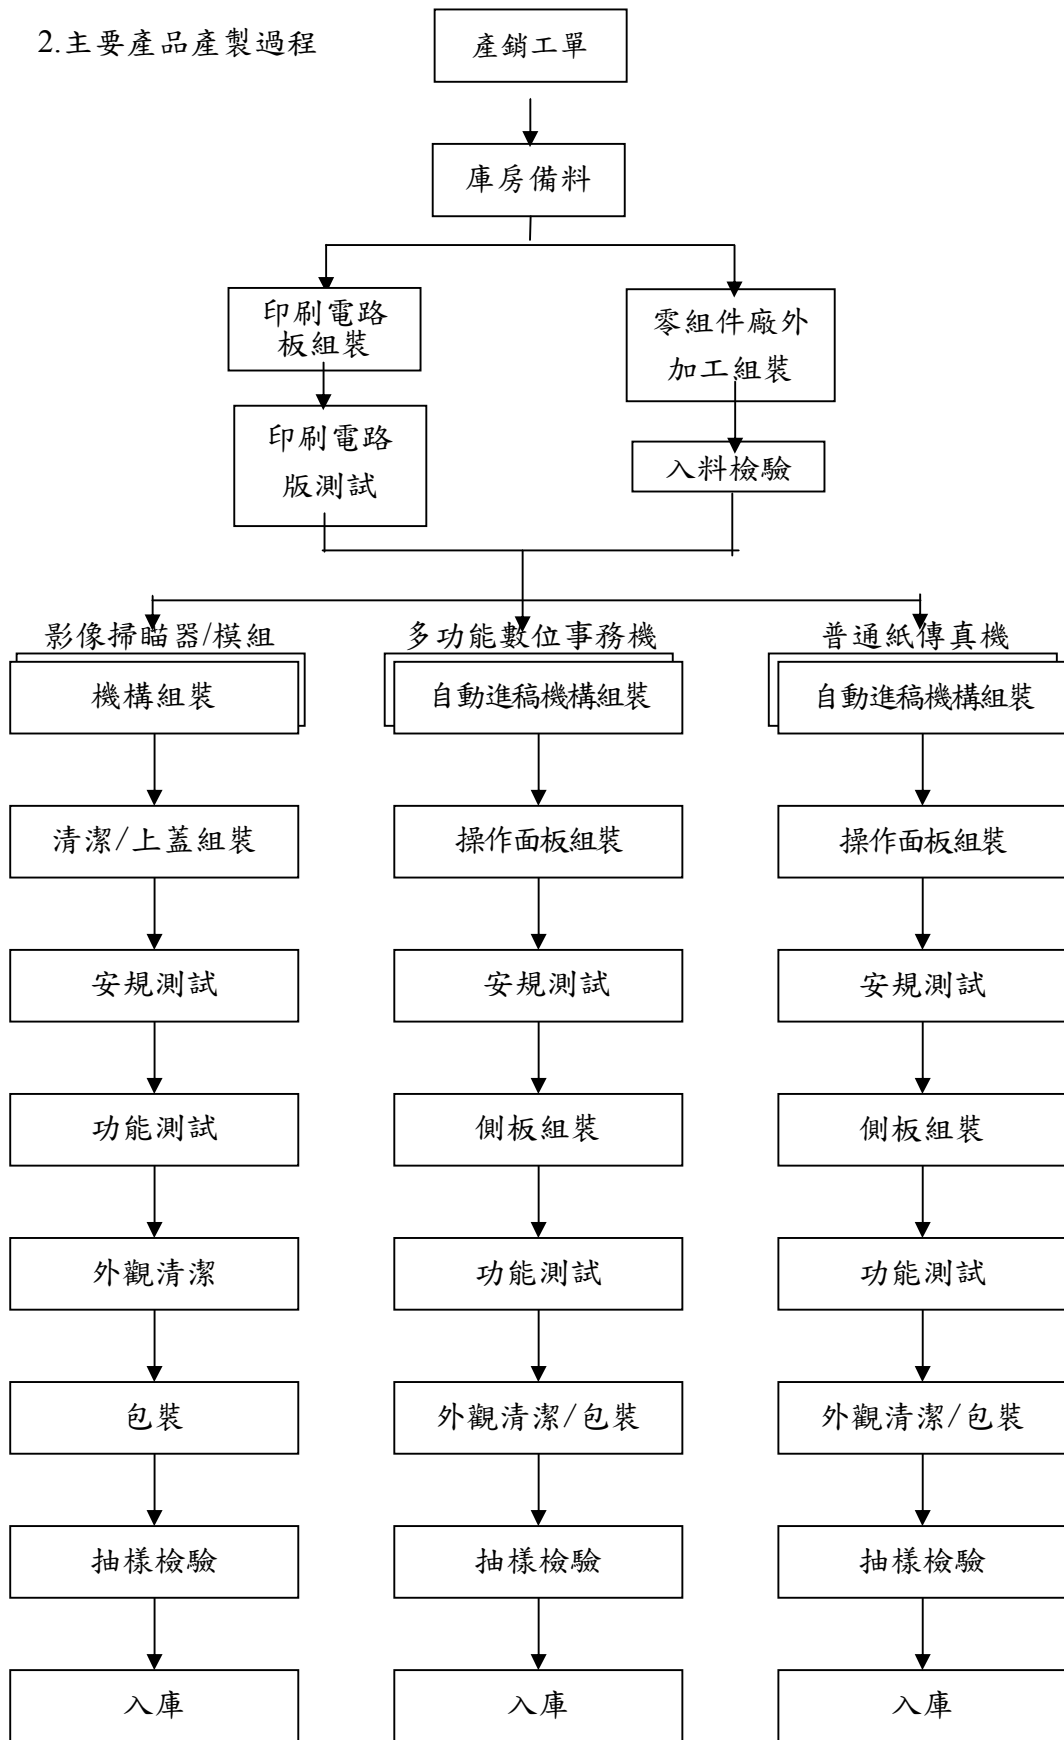 2.主要產品產製過程
產銷工單
庫房備料
印刷電路
板組裝
零組件廠外
加工組裝
印刷電路
版測試
入料檢驗
影像掃瞄器/模組
多功能數位事務機
普通紙傳真機
機構組裝
自動進稿機構組裝
自動進稿機構組裝
清潔/上蓋組裝
操作面板組裝
操作面板組裝
安規測試
安規測試
安規測試
功能測試
側板組裝
側板組裝
外觀清潔
功能測試
功能測試
包裝
外觀清潔/包裝
外觀清潔/包裝
抽樣檢驗
抽樣檢驗
抽樣檢驗
入庫
入庫
入庫